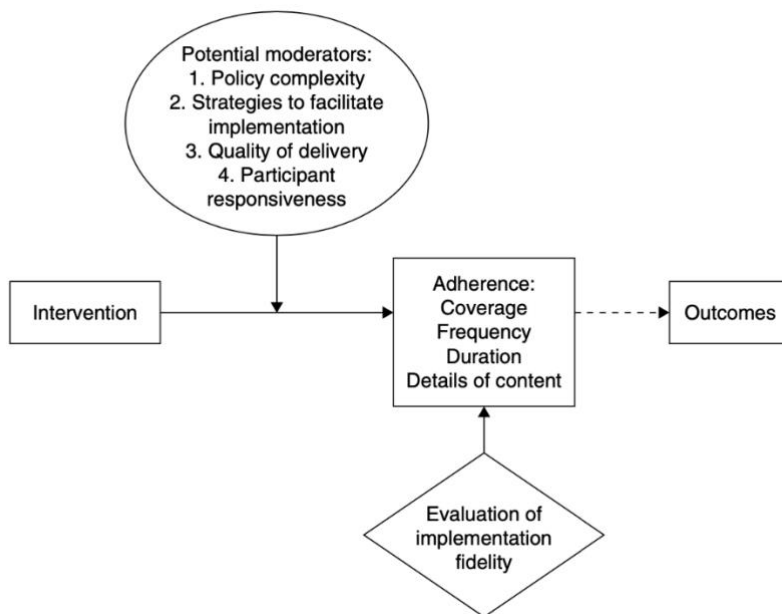 Potential moderators:
1. Policy complexity
2. Strategies to facilitate
implementation
3. Quality of delivery
4. Participant
responsiveness
Intervention
Adherence:
Coverage
Frequency
Duration
Details of content
Outcomes
Evaluation of
implementation
fidelity